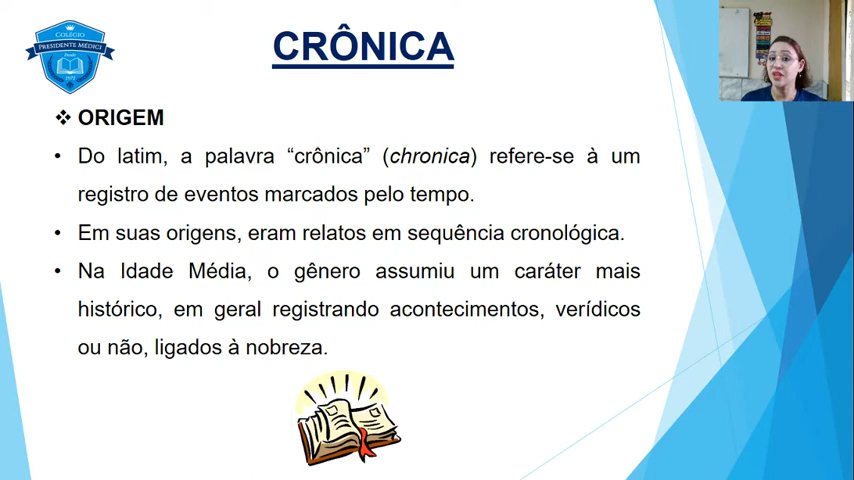 COLÉGIO
PRESIDENTE MÉDICI
CRÔNICA
❖ ORIGEM
• Do latim, a palavra “crônica” (chronica) refere-se à um
registro de eventos marcados pelo tempo.
• Em suas origens, eram relatos em sequência cronológica.
• Na Idade Média, o gênero assumiu um caráter mais
histórico, em geral registrando acontecimentos, verídicos
ou não, ligados à nobreza.